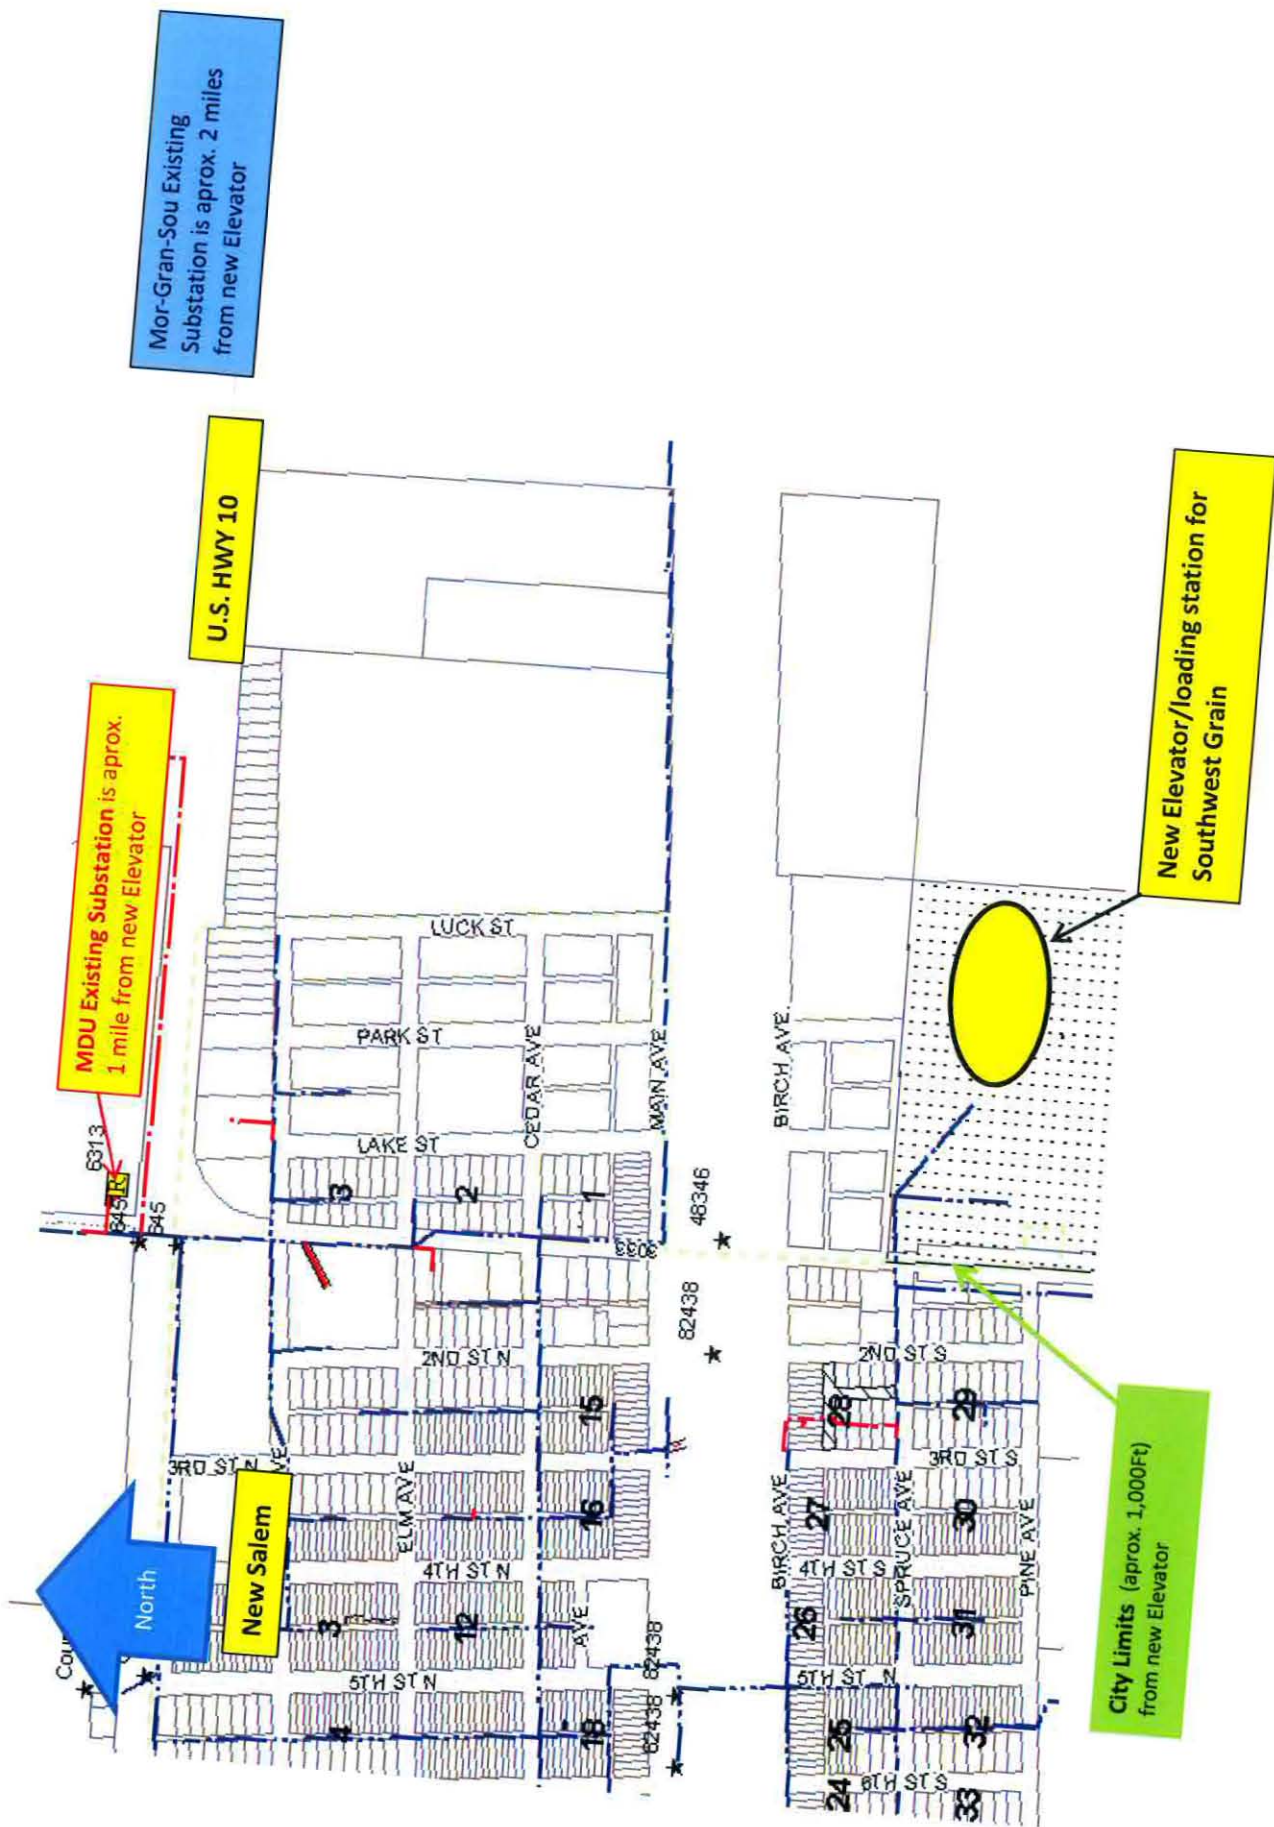 Mor-Gran-Sou Existing
Substation is aprox. 2 miles
from new Elevator
U.S. HWY 10
MDU Existing Substation is aprox.
1 mile from new Elevator
6313
645
R
645
North
New Salem
3RD ST N
LUCK ST
PARK ST
LAKE ST
CEDAR AVE
MAIN AVE
BIRCH AVE
3
2
1
48346
82438
2ND ST N
15
16
ELM AVE
4TH ST N
3
12
AVE
5TH ST N
4
18
82438
62438
2ND ST S
28
29
3RD ST S
BIRCH AVE
27
SPRUCE AVE
30
PINE AVE
4TH ST S
26
31
5TH ST N
25
32
24
6TH ST S
33
New Elevator/loading station for
Southwest Grain
City Limits (aprox. 1,000Ft)
from new Elevator